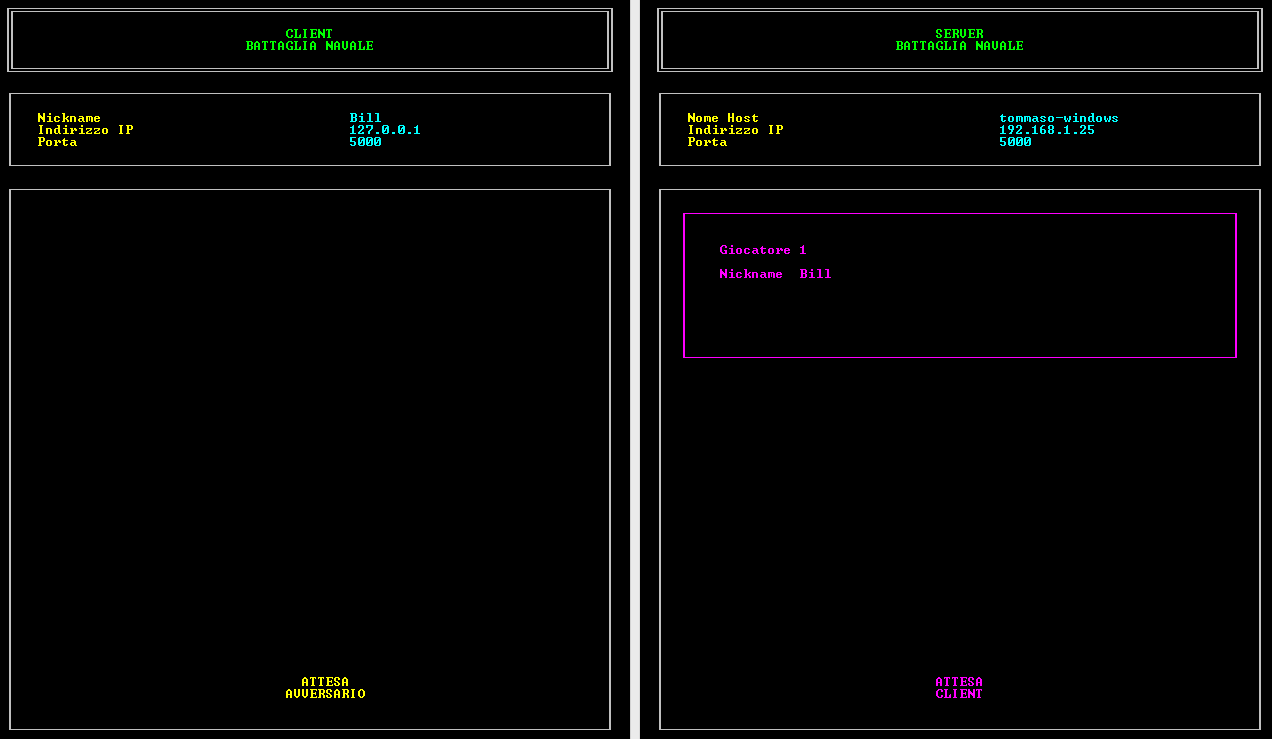 CLIENT
BATTAGLIA NAVALE
Nickname Bill
Indirizzo IP 127.0.0.1
Porta 5000
ATTESA
AVVERSARIO
SERVER
BATTAGLIA NAVALE
Nome Host tommaso-windows
Indirizzo IP 192.168.1.25
Porta 5000
Giocatore 1
Nickname Bill
ATTESA
CLIENT